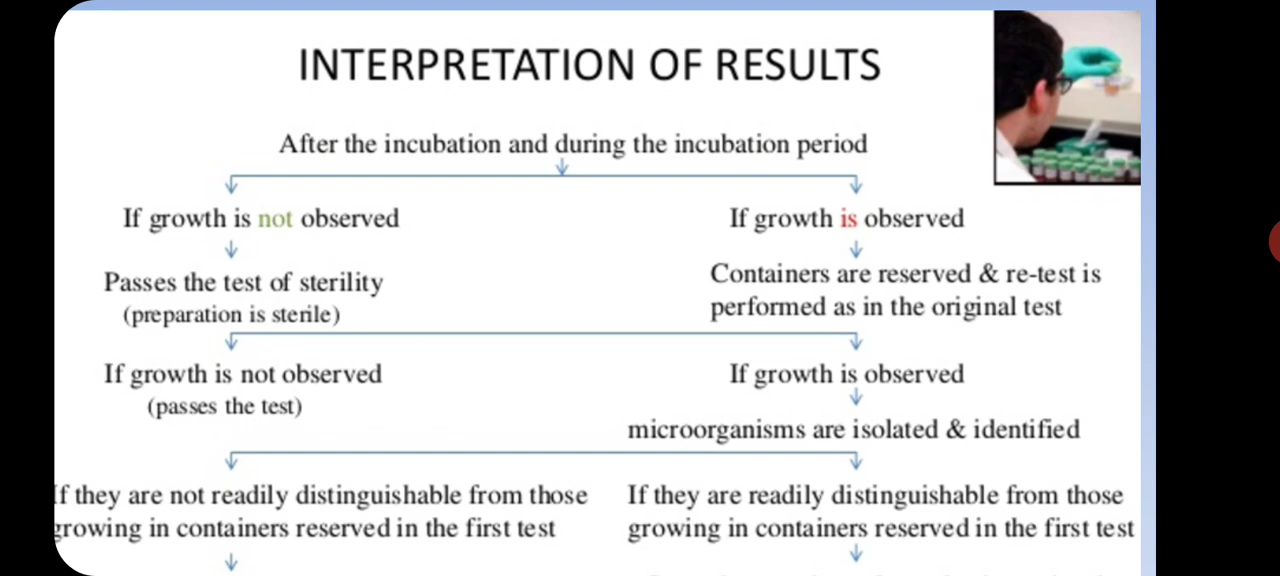 INTERPRETATION OF RESULTS
After the incubation and during the incubation period
If growth is not observed
If growth is observed
Passes the test of sterility
(preparation is sterile)
Containers are reserved & re-test is
performed as in the original test
If growth is not observed
(passes the test)
If growth is observed
microorganisms are isolated & identified
If they are not readily distinguishable from those
growing in containers reserved in the first test
If they are readily distinguishable from those
growing in containers reserved in the first test